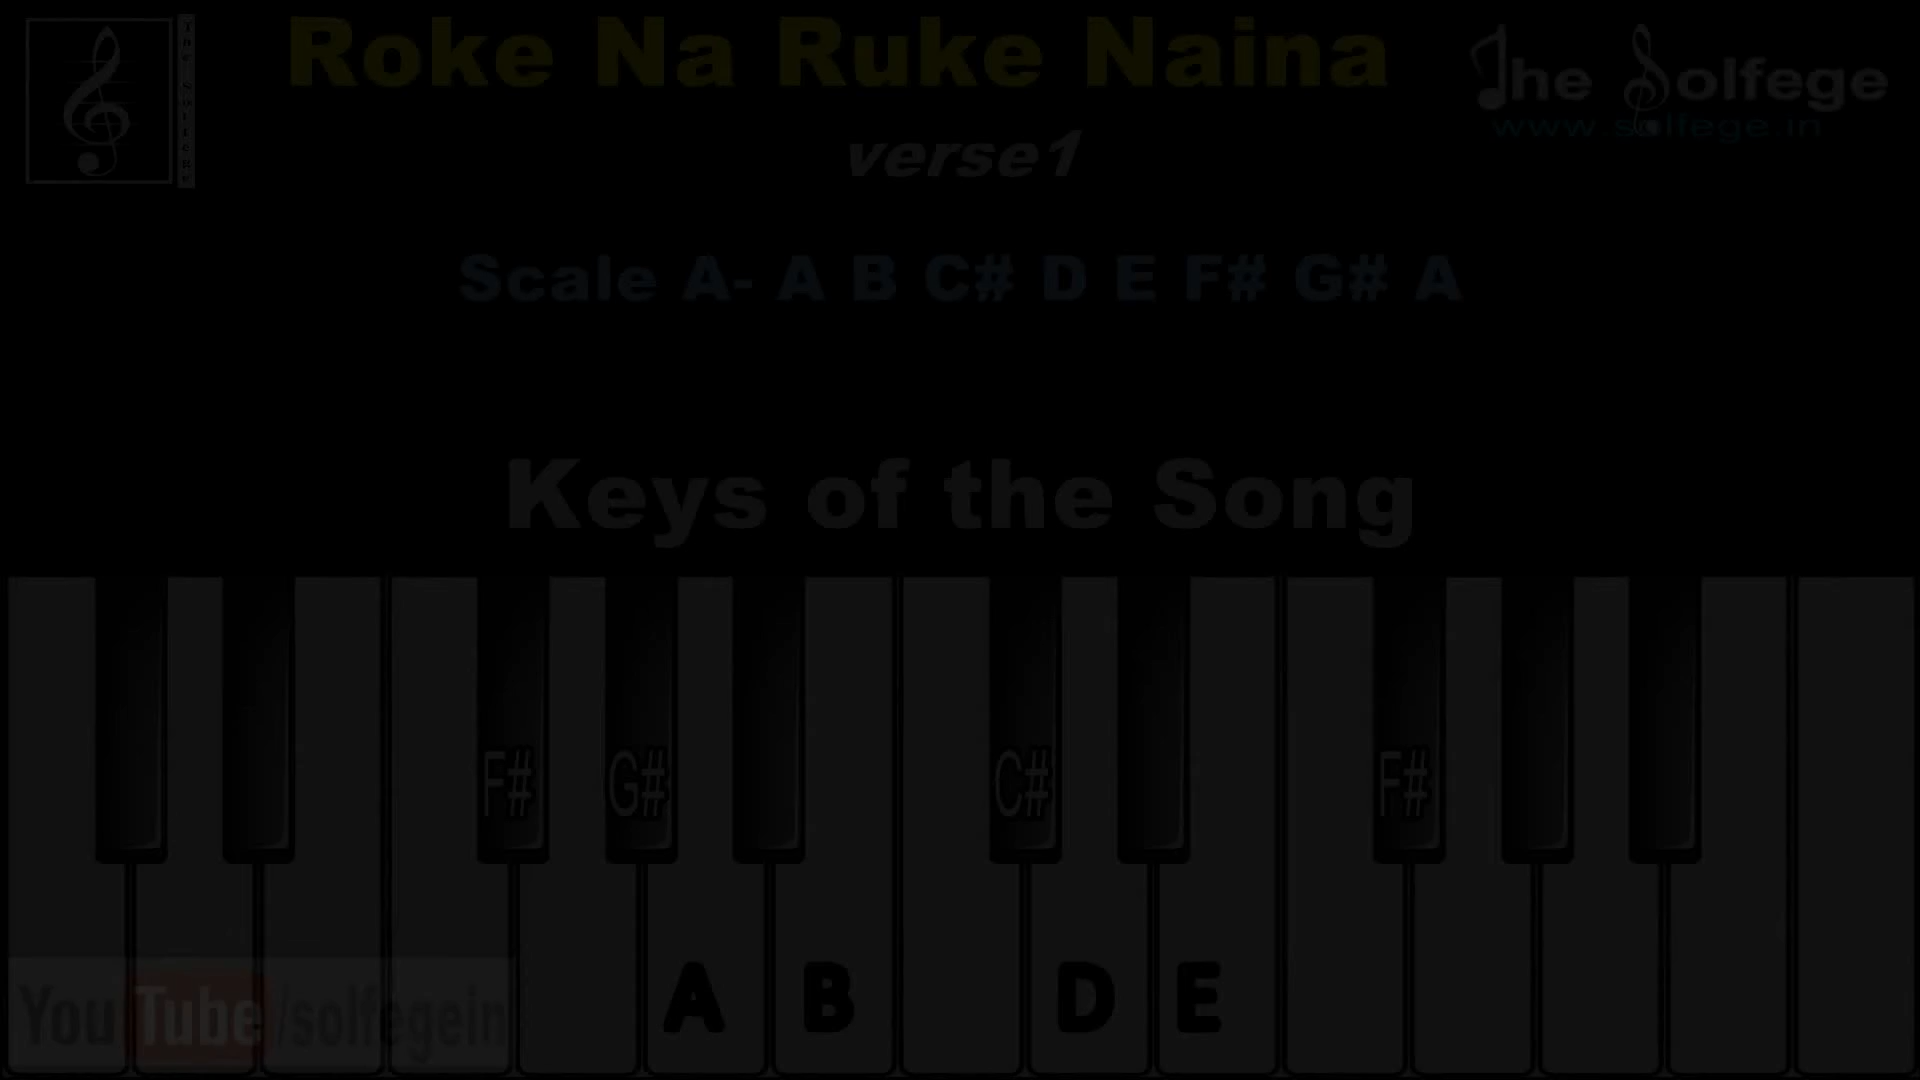 Roke Na Ruke Naina
The Solfege
www.solfege.in
verse1
Scale A- A B C# D E F# G# A
Keys of the Song
F# G# C# F#
A B D E
YouTube/solfegein